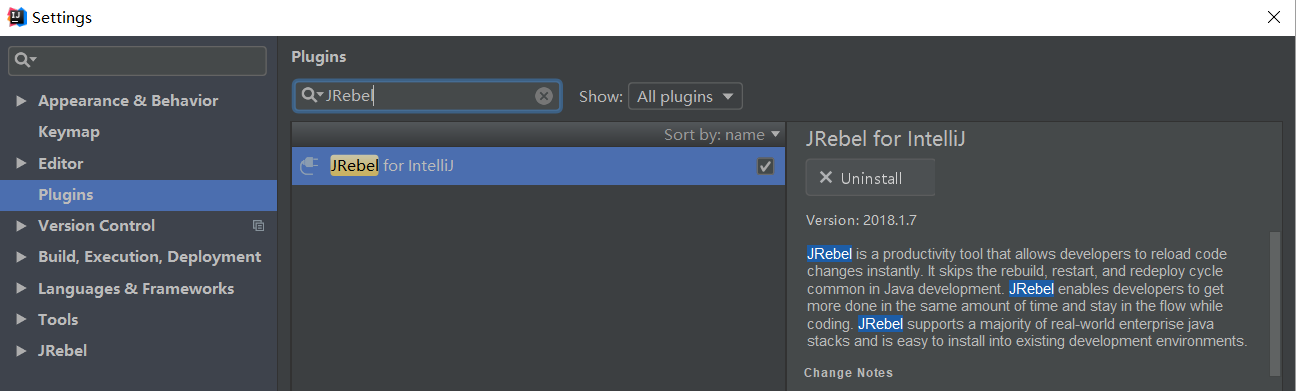 Settings
Plugins
JRebel
Show: All plugins
Appearance & Behavior
Keymap
Editor
Plugins
Version Control
Build, Execution, Deployment
Languages & Frameworks
Tools
JRebel
Sort by: name
JRebel for IntelliJ
JRebel for IntelliJ
Uninstall
Version: 2018.1.7
JRebel is a productivity tool that allows developers to reload code
changes instantly. It skips the rebuild, restart, and redeploy cycle
common in Java development. JRebel enables developers to get
more done in the same amount of time and stay in the flow while
coding. JRebel supports a majority of real-world enterprise java
stacks and is easy to install into existing development environments.
Change Notes